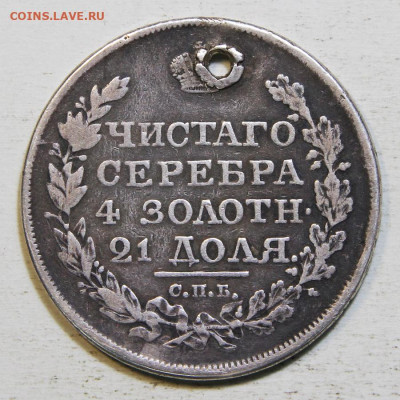 COINS.LAVE.RU
ЧИСТАГО
СЕРЕБРА
4 ЗОЛОТН·
21 ДОЛЯ.
С.П.Б.